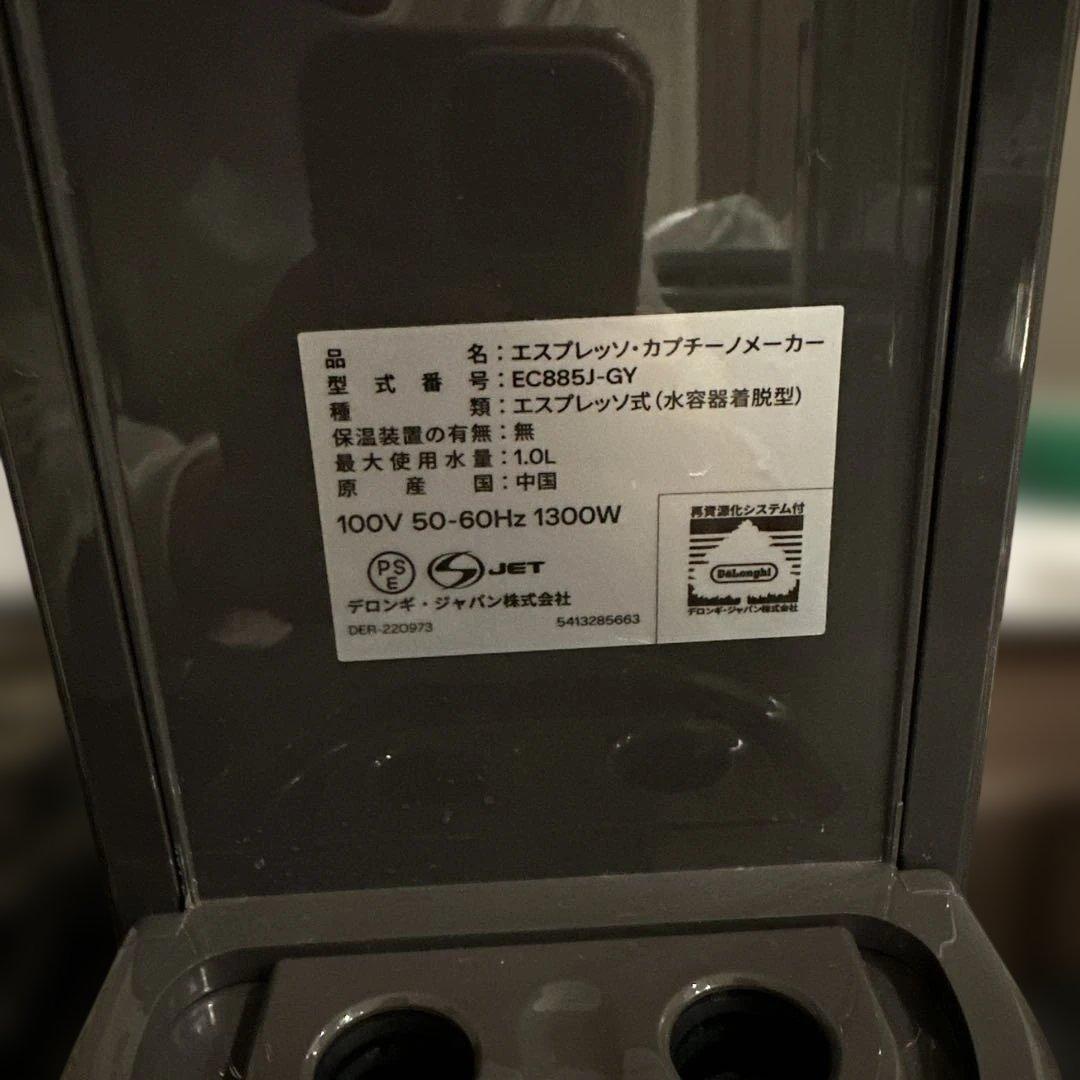 品名：エスプレッソ・カプチーノメーカー
型式番号：EC885J-GY
種類：エスプレッソ式（水容器着脱型）
保温装置の有無：無
最大使用水量：1.0L
原産国：中国
100V 50-60Hz 1300W
PSE JET
デロンギ・ジャパン株式会社
DER-220973 5413285663
再資源化システム付
DeLonghi
デロンギ・ジャパン株式会社